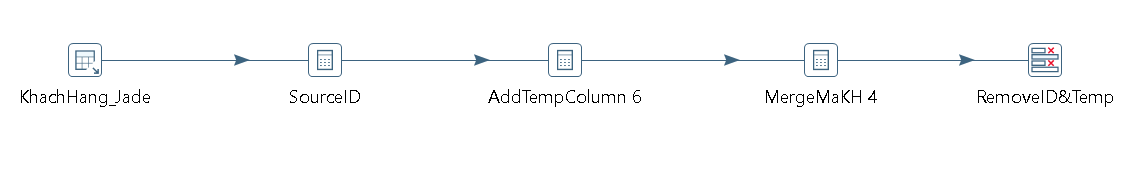 KhachHang_Jade
SourceID
AddTempColumn 6
MergeMaKH 4
RemoveID&Temp